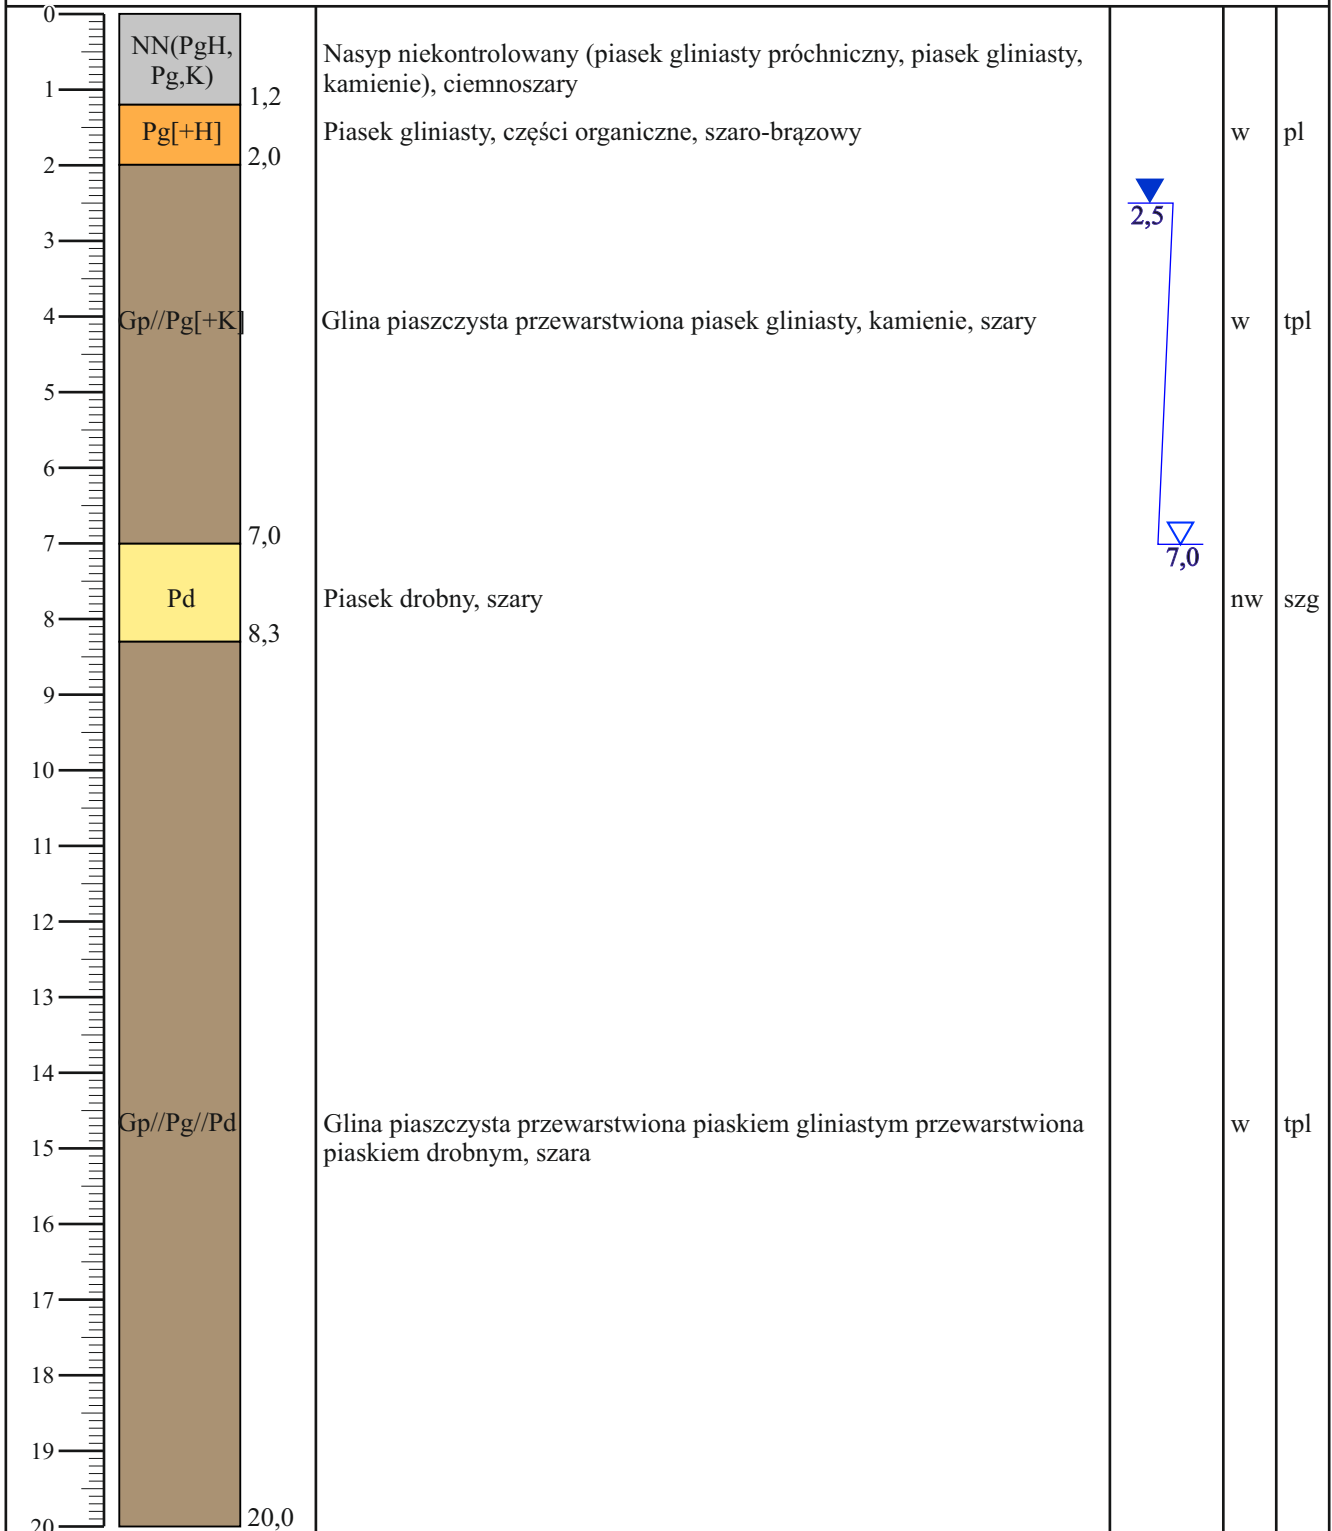 0
NN(PgH,
Pg,K)
Nasyp niekontrolowany (piasek gliniasty próchniczny, piasek gliniasty,
kamienie), ciemnoszary
1
1,2
Pg[+H]
Piasek gliniasty, części organiczne, szaro-brązowy
w
pl
2,0
2
2,5
3
4
Gp//Pg[+K]
Glina piaszczysta przewarstwiona piasek gliniasty, kamienie, szary
w
tpl
5
6
7,0
7
7,0
Pd
Piasek drobny, szary
nw
szg
8
8,3
9
10
11
12
13
14
Gp//Pg//Pd
Glina piaszczysta przewarstwiona piaskiem gliniastym przewarstwiona
piaskiem drobnym, szara
w
tpl
15
16
17
18
19
20,0
20